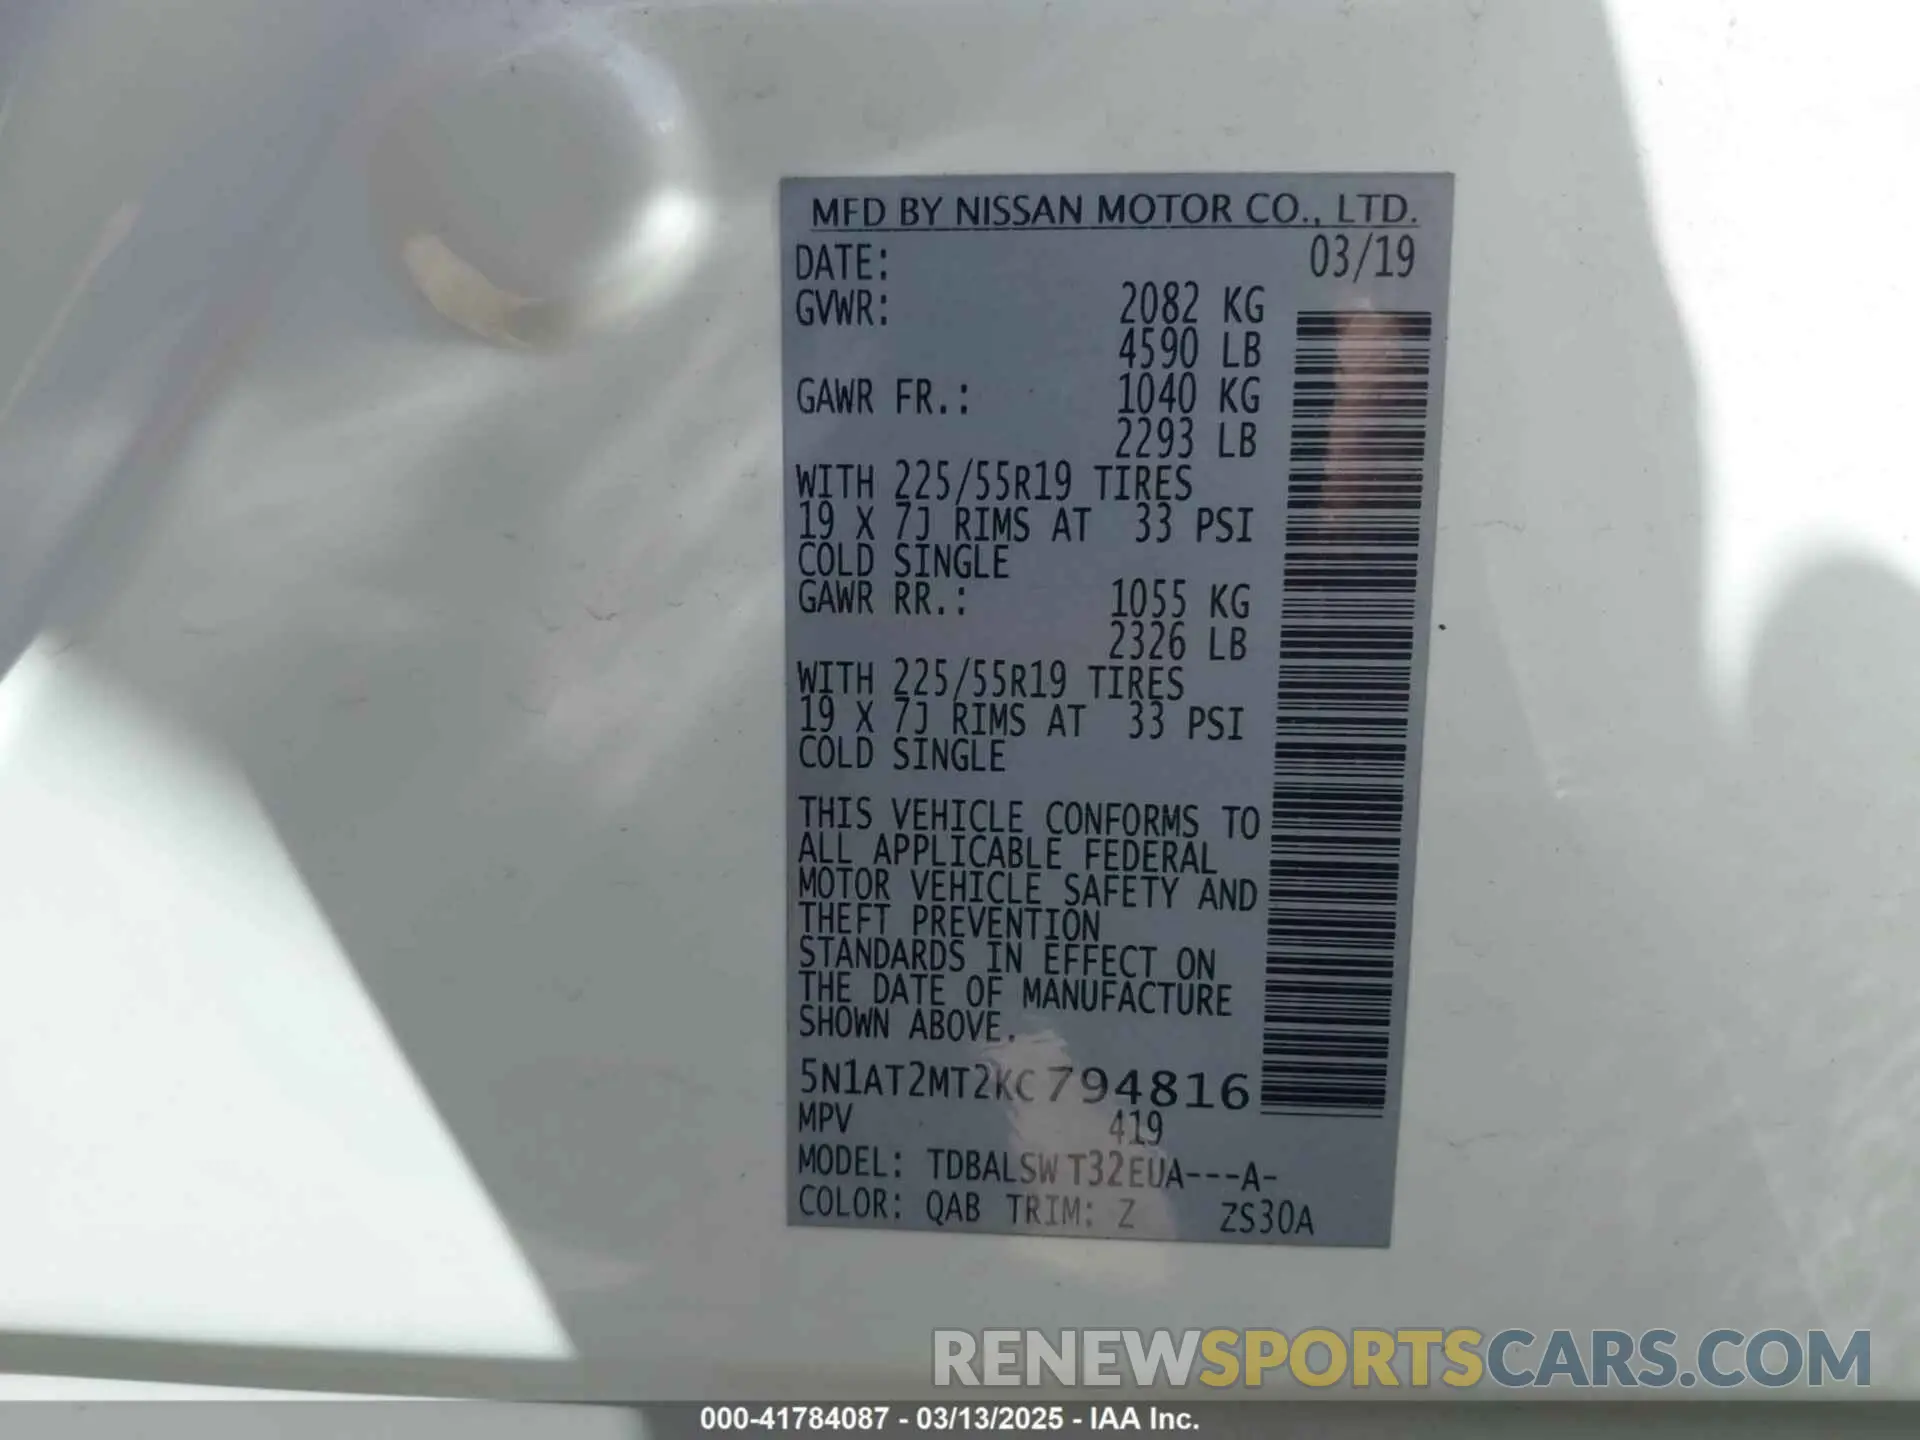 MFD BY NISSAN MOTOR CO., LTD.
DATE: 03/19
GVWR: 2082 KG
4590 LB
GAWR FR.: 1040 KG
2293 LB
WITH 225/55R19 TIRES
19 X 7J RIMS AT 33 PSI
COLD SINGLE
GAWR RR.: 1055 KG
2326 LB
WITH 225/55R19 TIRES
19 X 7J RIMS AT 33 PSI
COLD SINGLE
THIS VEHICLE CONFORMS TO
ALL APPLICABLE FEDERAL
MOTOR VEHICLE SAFETY AND
THEFT PREVENTION
STANDARDS IN EFFECT ON
THE DATE OF MANUFACTURE
SHOWN ABOVE.
5N1AT2MT2KC794816
MPV 419
MODEL: TDBALSW T32EUA---A-
COLOR: QAB TRIM: Z ZS30A
RENEWSPORTSCARS.COM
000-41784087 - 03/13/2025 - IAA Inc.